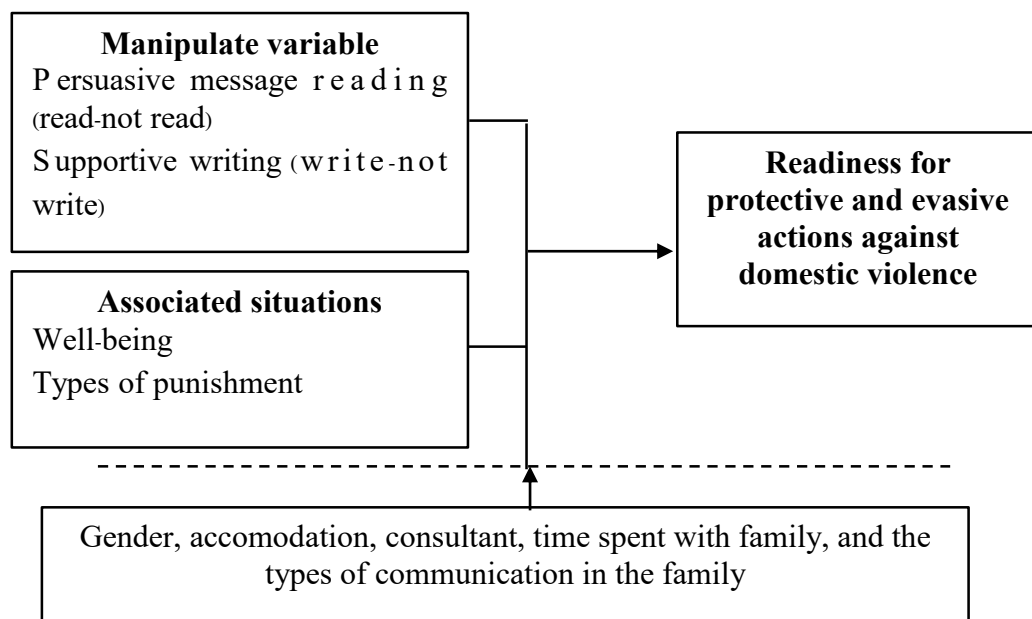 Manipulate variable
Persuasive message reading
(read-not read)
Supportive writing (write-not
write)
Readiness for
protective and evasive
actions against
domestic violence
Associated situations
Well-being
Types of punishment
Gender, accomodation, consultant, time spent with family, and the
types of communication in the family